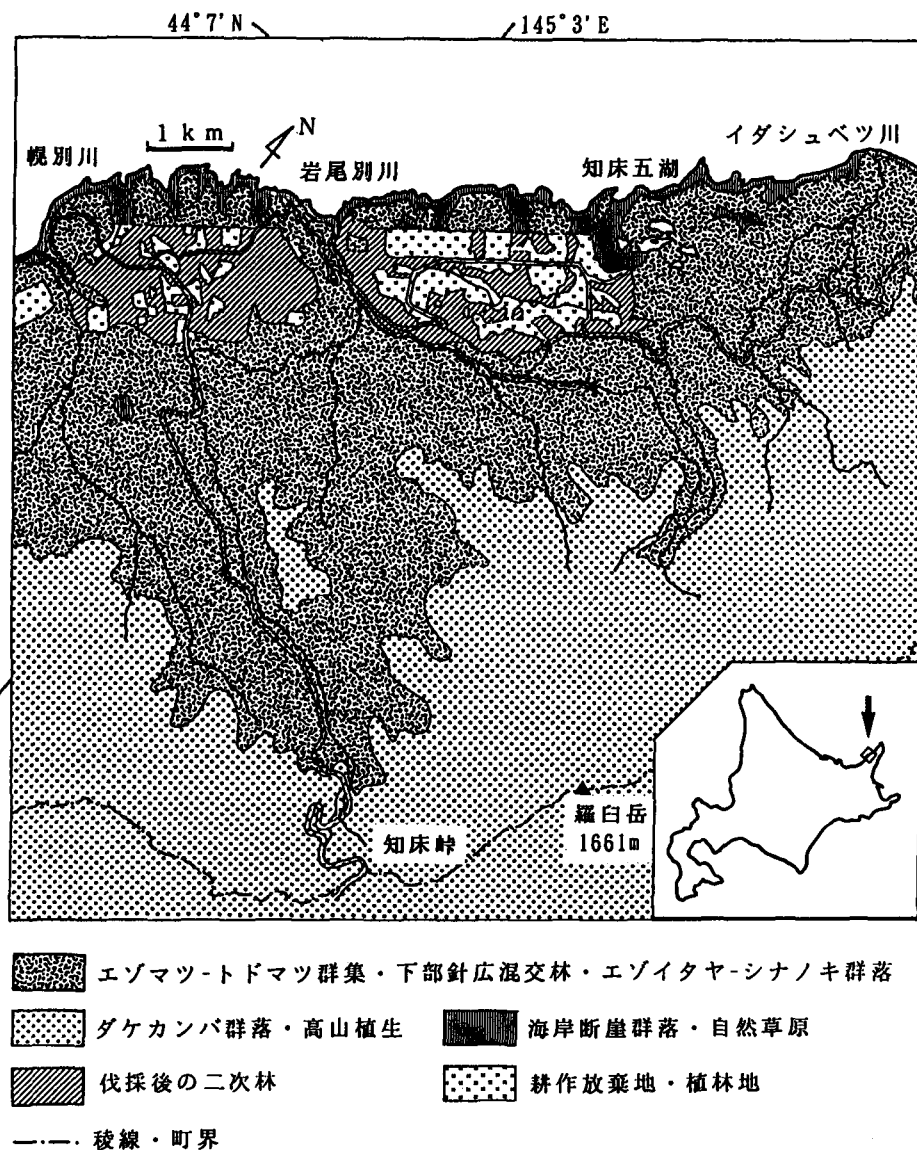 44°7'N
145°3'E
1 km
N
幌別川
岩尾別川
知床五湖
イダシュベツ川
羅臼岳
1661m
知床峠
エゾマツ-トドマツ群集・下部針広混交林・エゾイタヤ-シナノキ群落
ダケカンバ群落・高山植生
海岸断崖群落・自然草原
伐採後の二次林
耕作放棄地・植林地
稜線・町界